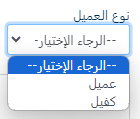 نوع العميل
--الرجاء الإختيار-
--الرجاء الإختيار--
عميل
كفيل